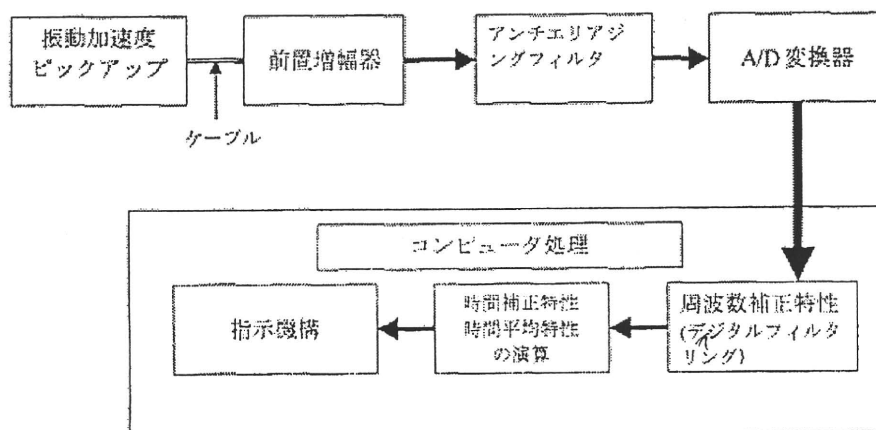 振動加速度
ピックアップ
前置増幅器
アンチエリアジ
ングフィルタ
A/D変換器
ケーブル
コンピュータ処理
指示機構
時間補正特性
時間平均特性
の演算
周波数補正特性
(デジタルフィルタ
リング)